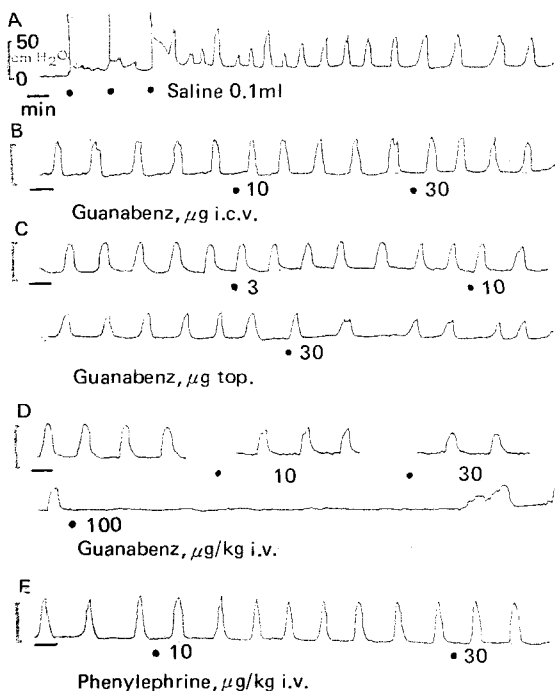 A
50
cm H₂O
0
min
• • • Saline 0.1ml
B
• 10 • 30
Guanabenz, μg i.c.v.
C
• 3 • 10
• 30
Guanabenz, μg top.
D
• 10 • 30
• 100
Guanabenz, μg/kg i.v.
E
• 10 • 30
Phenylephrine, μg/kg i.v.